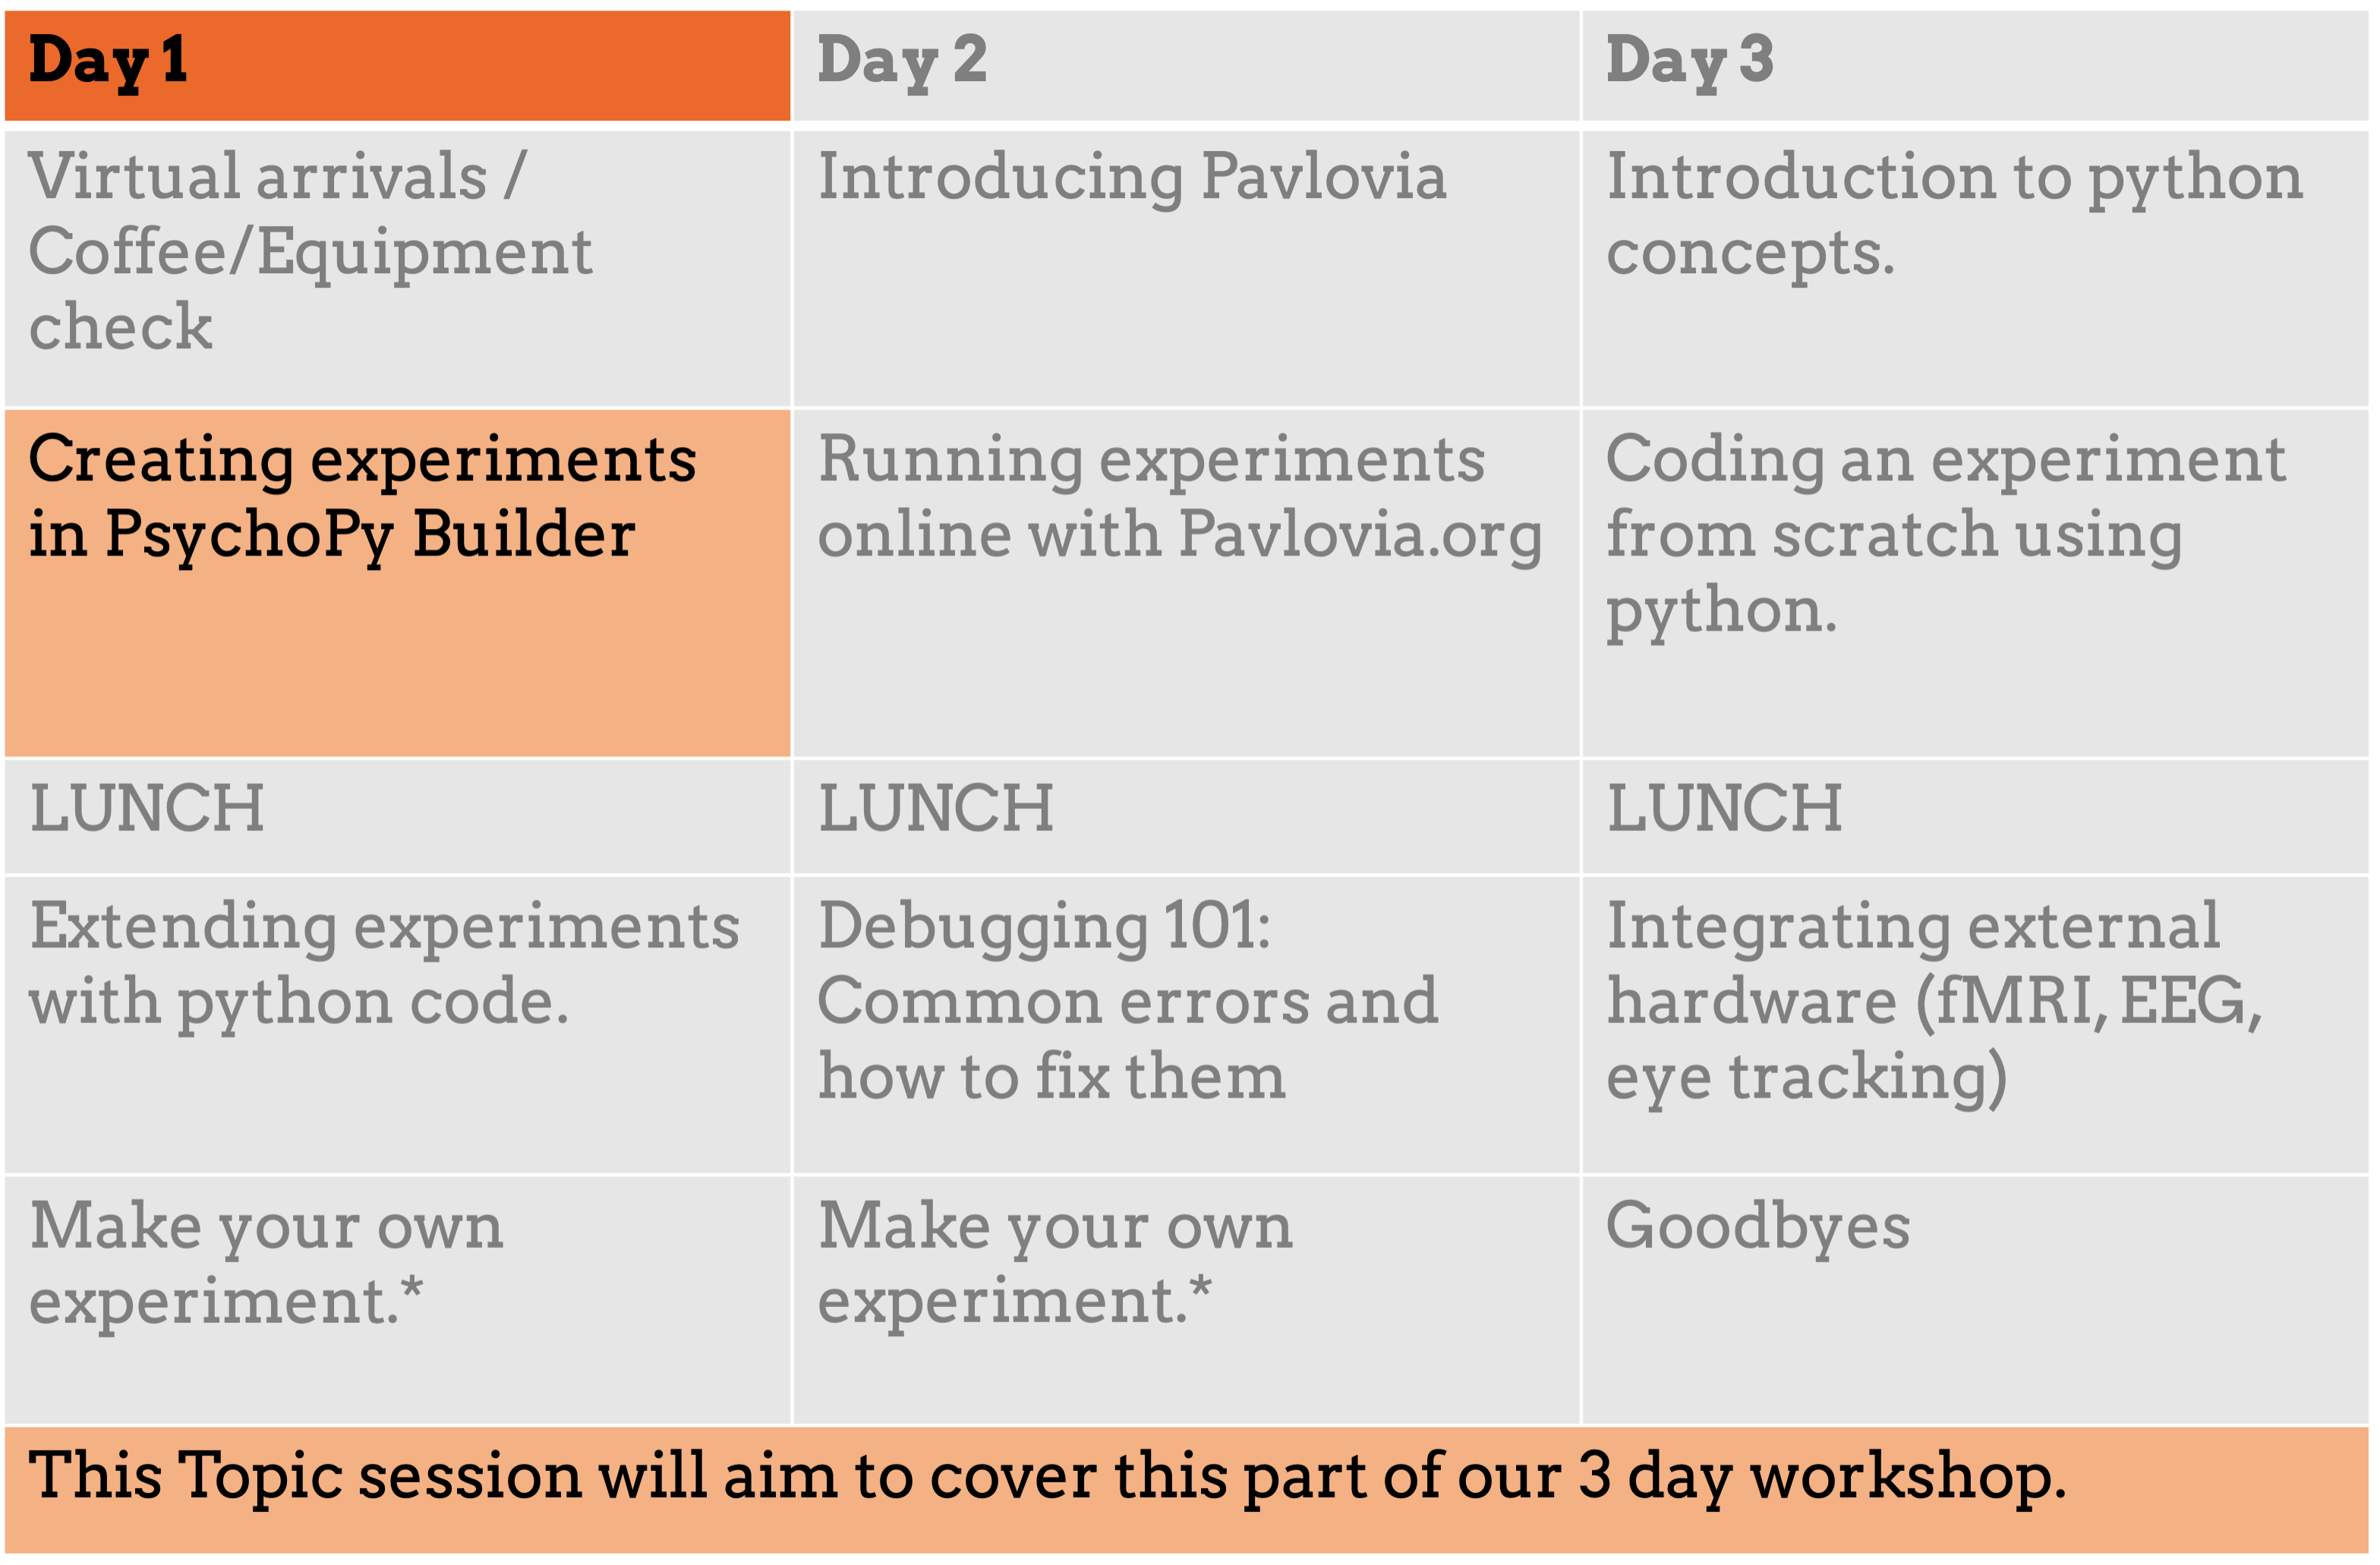 Day 1
Day 2
Day 3
Virtual arrivals /
Coffee/Equipment
check
Introducing Palovia
Introduction to python
concepts.
Creating experiments
in PsychoPy Builder
Running experiments
online with Pavlovia.org
Coding an experiment
from scratch using
python.
LUNCH
LUNCH
LUNCH
Extending experiments
with python code.
Debugging 101:
Common errors and
how to fix them
Integrating external
hardware (fMRI, EEG,
eye tracking)
Make your own
experiment.*
Make your own
experiment.*
Goodbyes
This Topic session will aim to cover this part of our 3 day workshop.